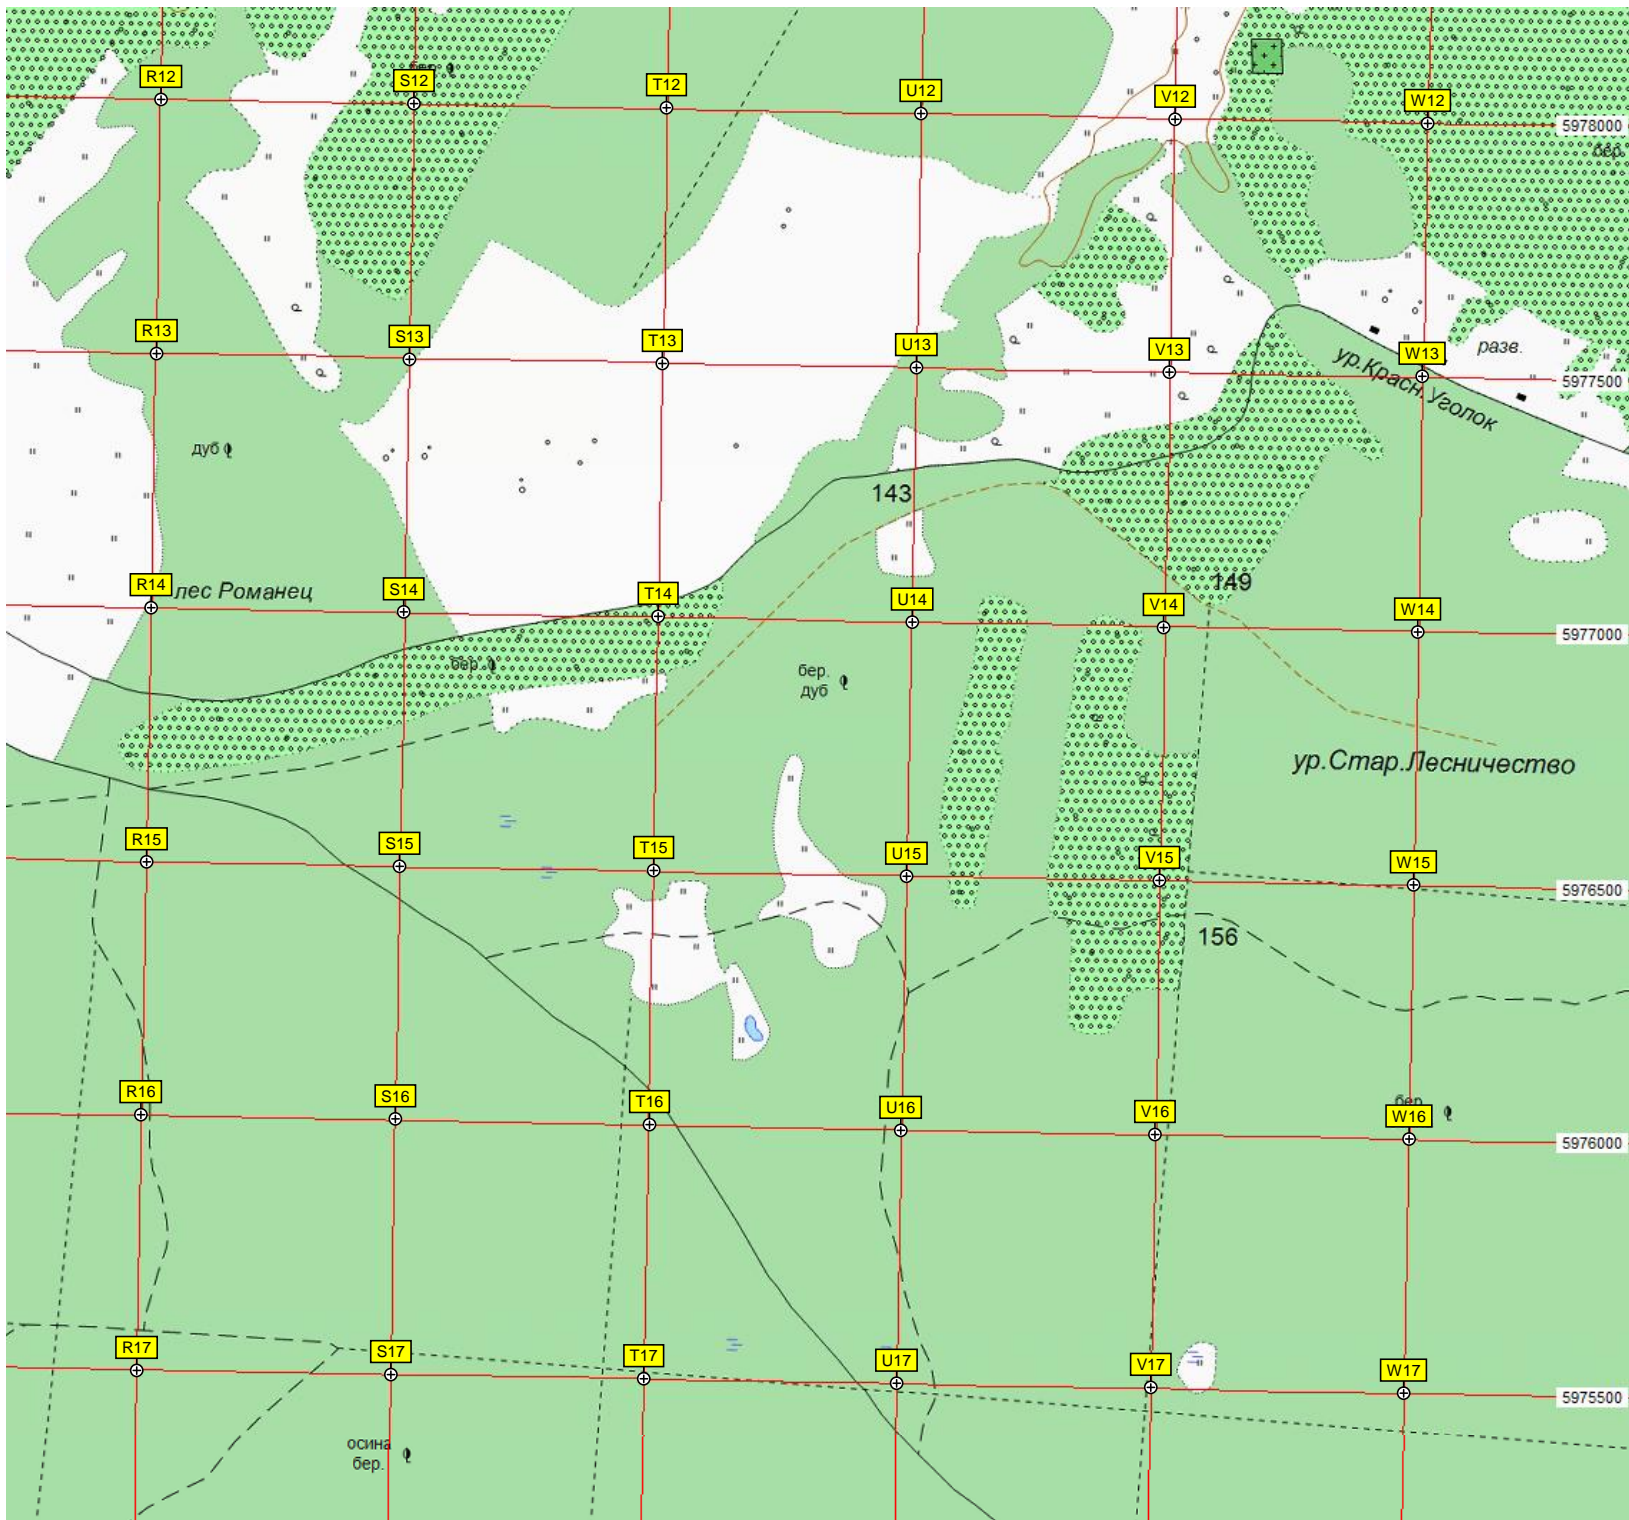 R12
S12
T12
U12
V12
W12
5978000
бер.
R13
S13
T13
U13
V13
W13
разв.
5977500
ур.Красн.Уголок
дуб
143
R14
лес Романец
S14
T14
U14
V14
149
W14
5977000
бер.
бер.
дуб
ур.Стар.Лесничество
R15
S15
T15
U15
V15
W15
5976500
156
R16
S16
T16
U16
V16
бер.
W16
5976000
R17
S17
T17
U17
V17
W17
5975500
осина
бер.